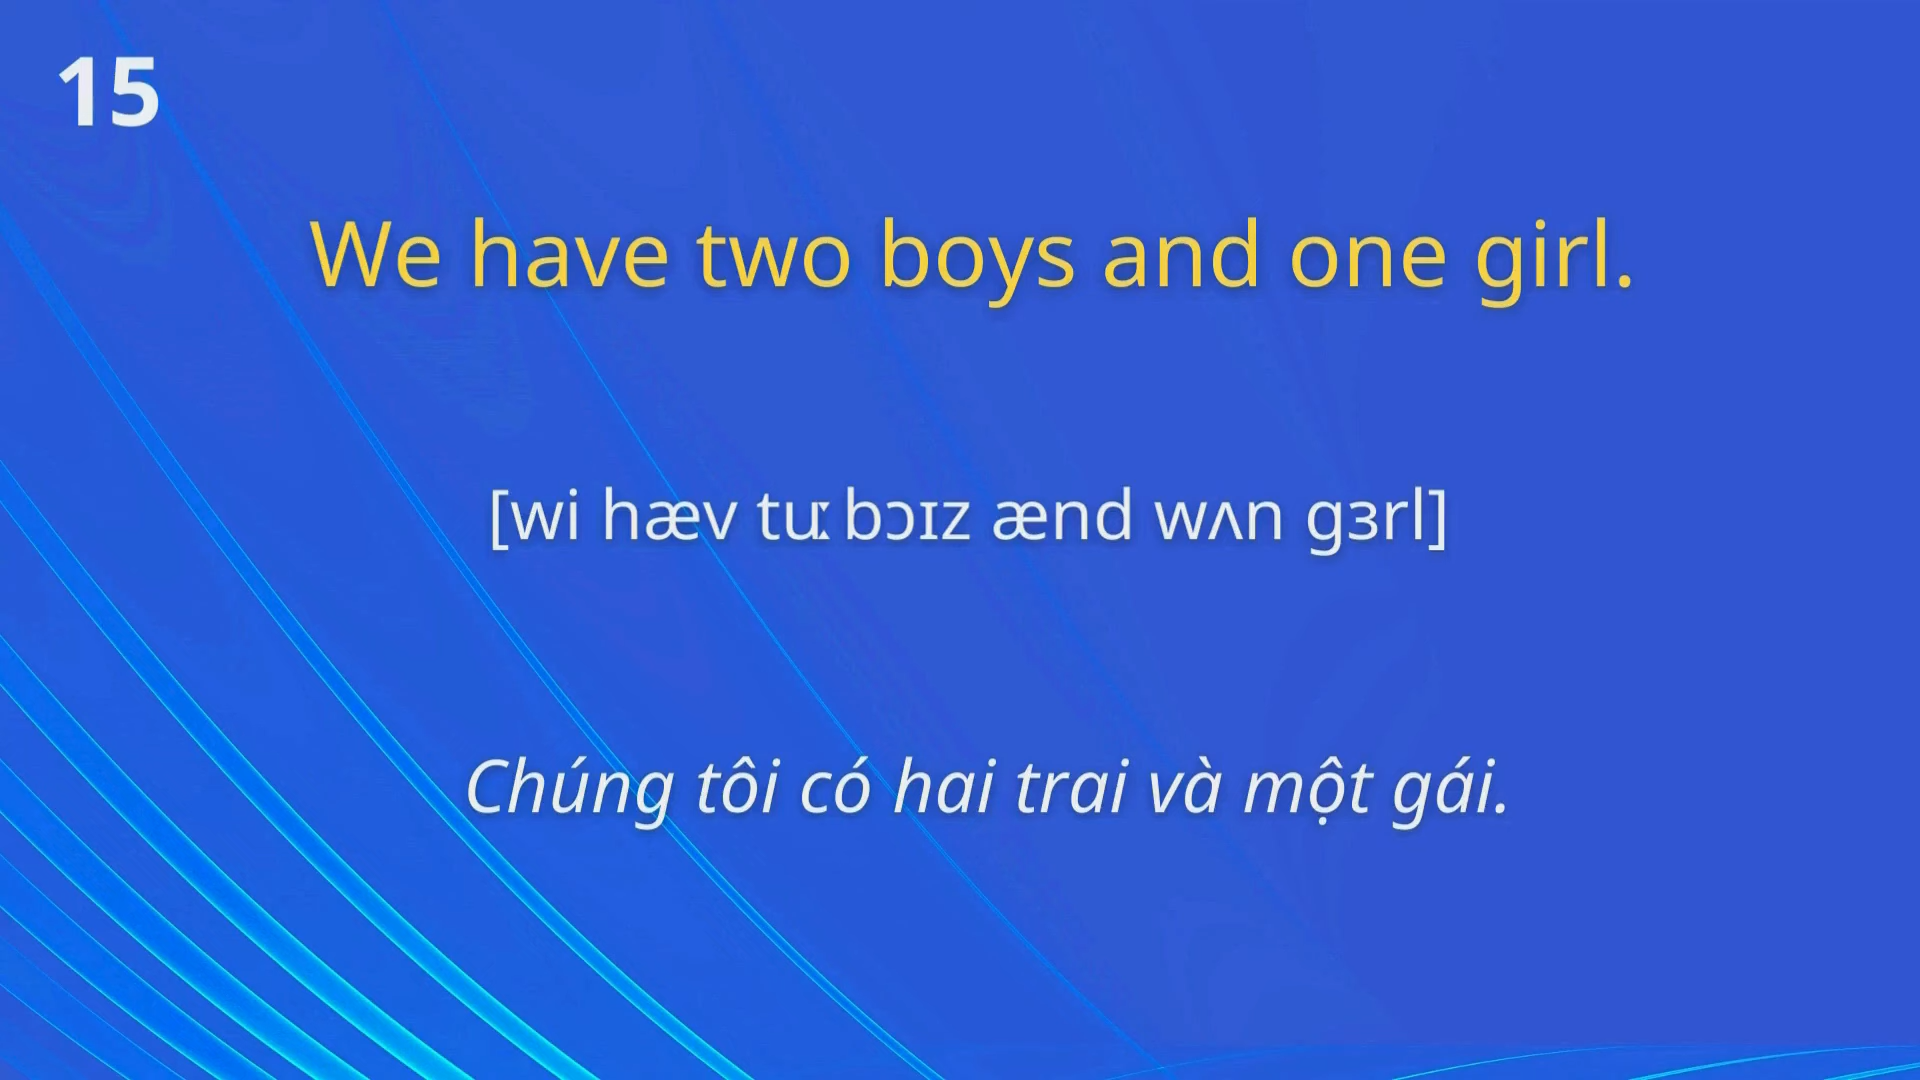 15
We have two boys and one girl.
[wi hæv tuː bɔɪz ænd wʌn gɜrl]
Chúng tôi có hai trai và một gái.